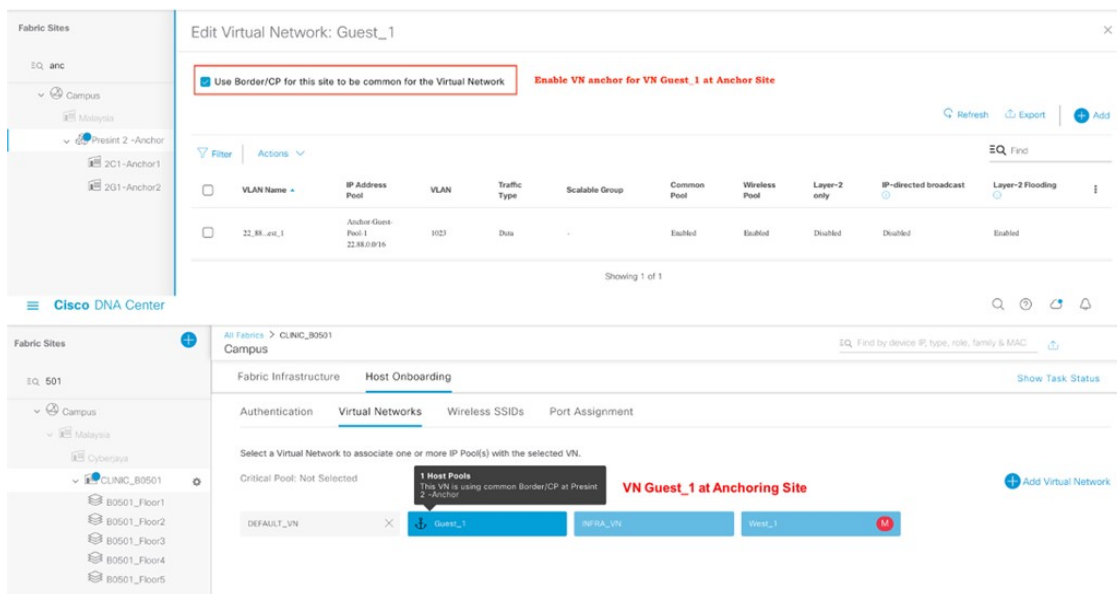 Fabric Sites
Edit Virtual Network: Guest_1
anc
Use Border/CP for this site to be common for the Virtual Network
Enable VN anchor for VN Guest_1 at Anchor Site
Campus
Malaysia
Presint 2 -Anchor
2C1-Anchor1
2G1-Anchor2
Refresh Export Add
Filter Actions Find
VLAN Name IP Address Pool VLAN Traffic Type Scalable Group Common Pool Wireless Pool Layer-2 only IP-directed broadcast Layer-2 Flooding
22_88...est_1 Anchor-Guest-Pool-1 22.88.0.0/16 1023 Data - Enabled Enabled Disabled Disabled Enabled
Showing 1 of 1
Cisco DNA Center
Fabric Sites
All Fabrics > CLINIC_B0501
Campus
Find by device IP, type, role, family & MAC
501
Fabric Infrastructure Host Onboarding
Show Task Status
Campus
Malaysia
Cyberjaya
CLINIC_B0501
B0501_Floor1
B0501_Floor2
B0501_Floor3
B0501_Floor4
B0501_Floor5
Authentication Virtual Networks Wireless SSIDs Port Assignment
Select a Virtual Network to associate one or more IP Pool(s) with the selected VN.
Critical Pool: Not Selected
1 Host Pools
This VN is using common Border/CP at Presint
2 -Anchor
VN Guest_1 at Anchoring Site
Add Virtual Network
DEFAULT_VN Guest_1 INFRA_VN West_1 M